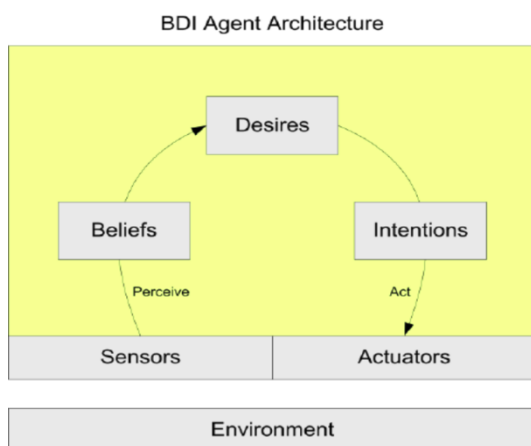 BDI Agent Architecture
Desires
Beliefs
Intentions
Perceive
Act
Sensors
Actuators
Environment